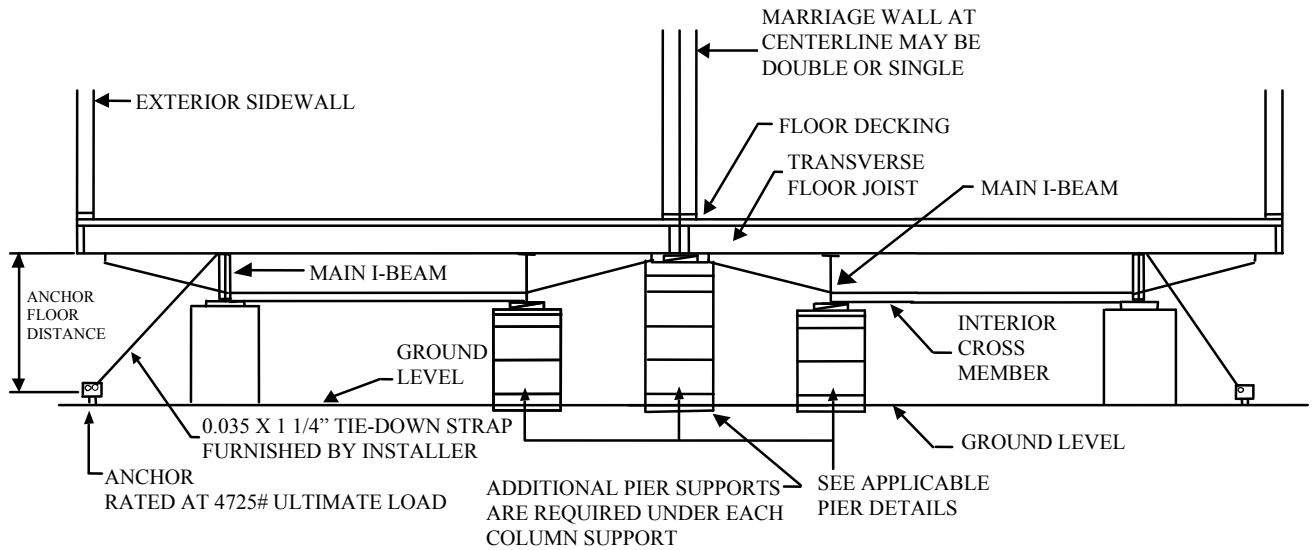 MARRIAGE WALL AT
CENTERLINE MAY BE
DOUBLE OR SINGLE
EXTERIOR SIDEWALL
FLOOR DECKING
TRANSVERSE
FLOOR JOIST
MAIN I-BEAM
MAIN I-BEAM
ANCHOR
FLOOR
DISTANCE
GROUND
LEVEL
INTERIOR
CROSS
MEMBER
0.035 X 1 1/4” TIE-DOWN STRAP
FURNISHED BY INSTALLER
GROUND LEVEL
ANCHOR
RATED AT 4725# ULTIMATE LOAD
ADDITIONAL PIER SUPPORTS
ARE REQUIRED UNDER EACH
COLUMN SUPPORT
SEE APPLICABLE
PIER DETAILS